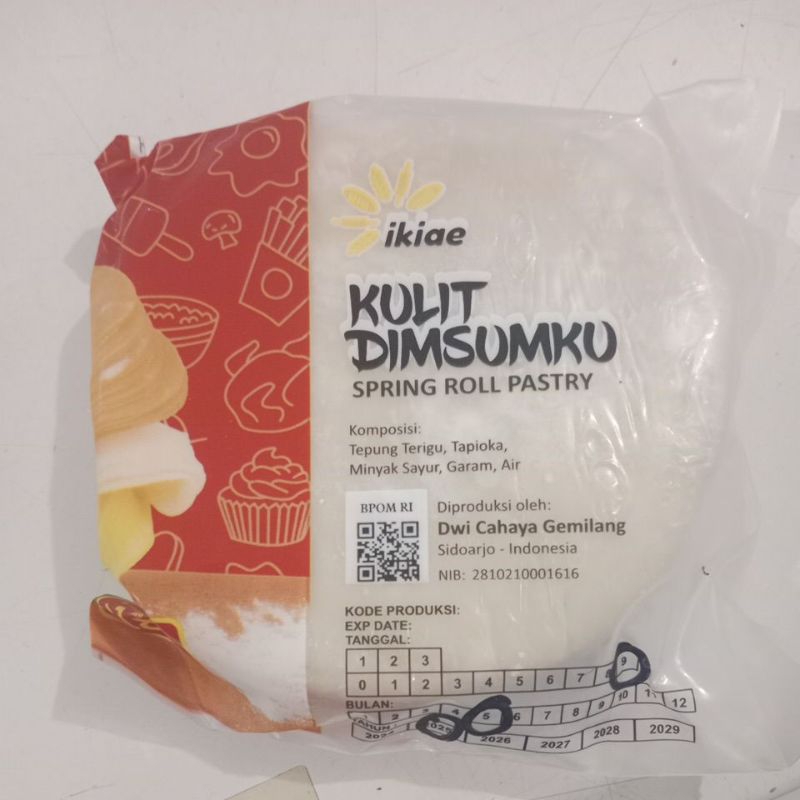 ikiae
KULIT
DIMSUMKU
SPRING ROLL PASTRY
Komposisi:
Tepung Terigu, Tapioka,
Minyak Sayur, Garam, Air
BPOM RI
Diproduksi oleh:
Dwi Cahaya Gemilang
Sidoarjo - Indonesia
NIB: 2810210001616
KODE PRODUKSI:
EXP DATE:
TANGGAL:
1 2 3
0 1 2 3 4 5 6 7 8 9
BULAN:
1 2 3 4 5 6 7 8 9 10 11 12
TAHUN
2025 2026 2027 2028 2029